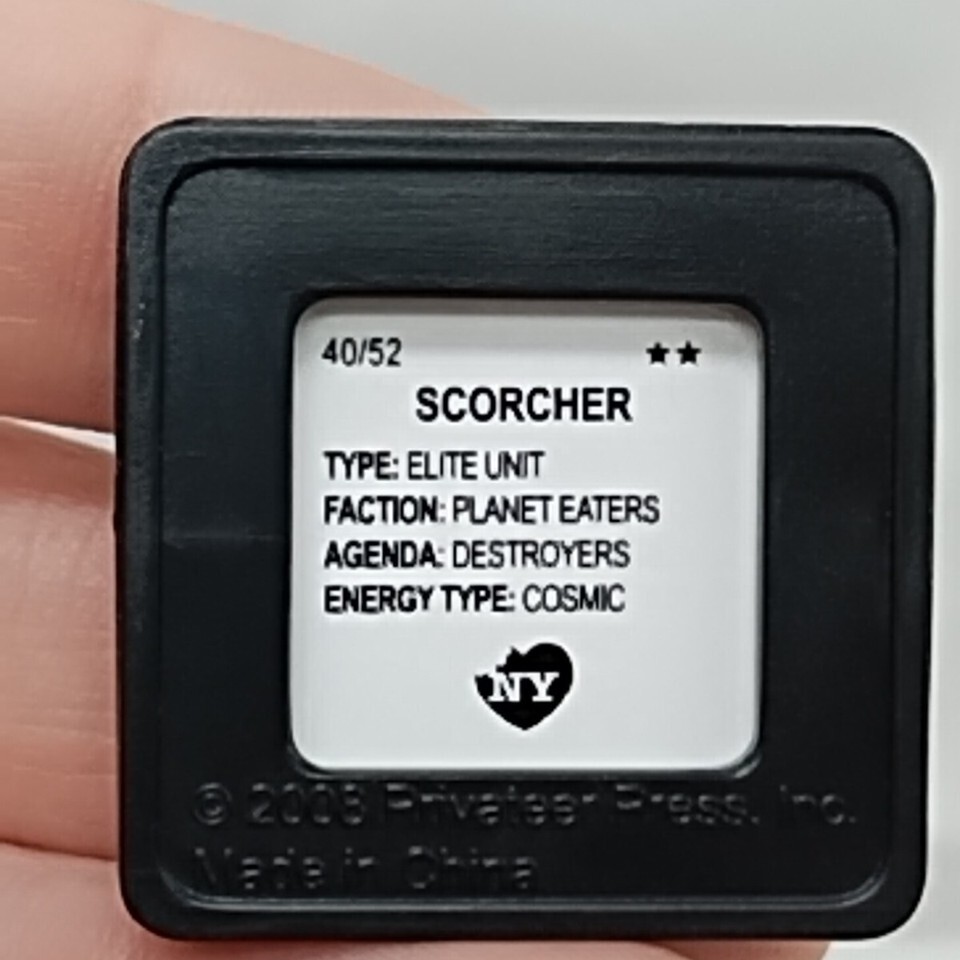 40/52 ★★
SCORCHER
TYPE: ELITE UNIT
FACTION: PLANET EATERS
AGENDA: DESTROYERS
ENERGY TYPE: COSMIC
NY
© 2008 Privateer Press, Inc.
Made in China